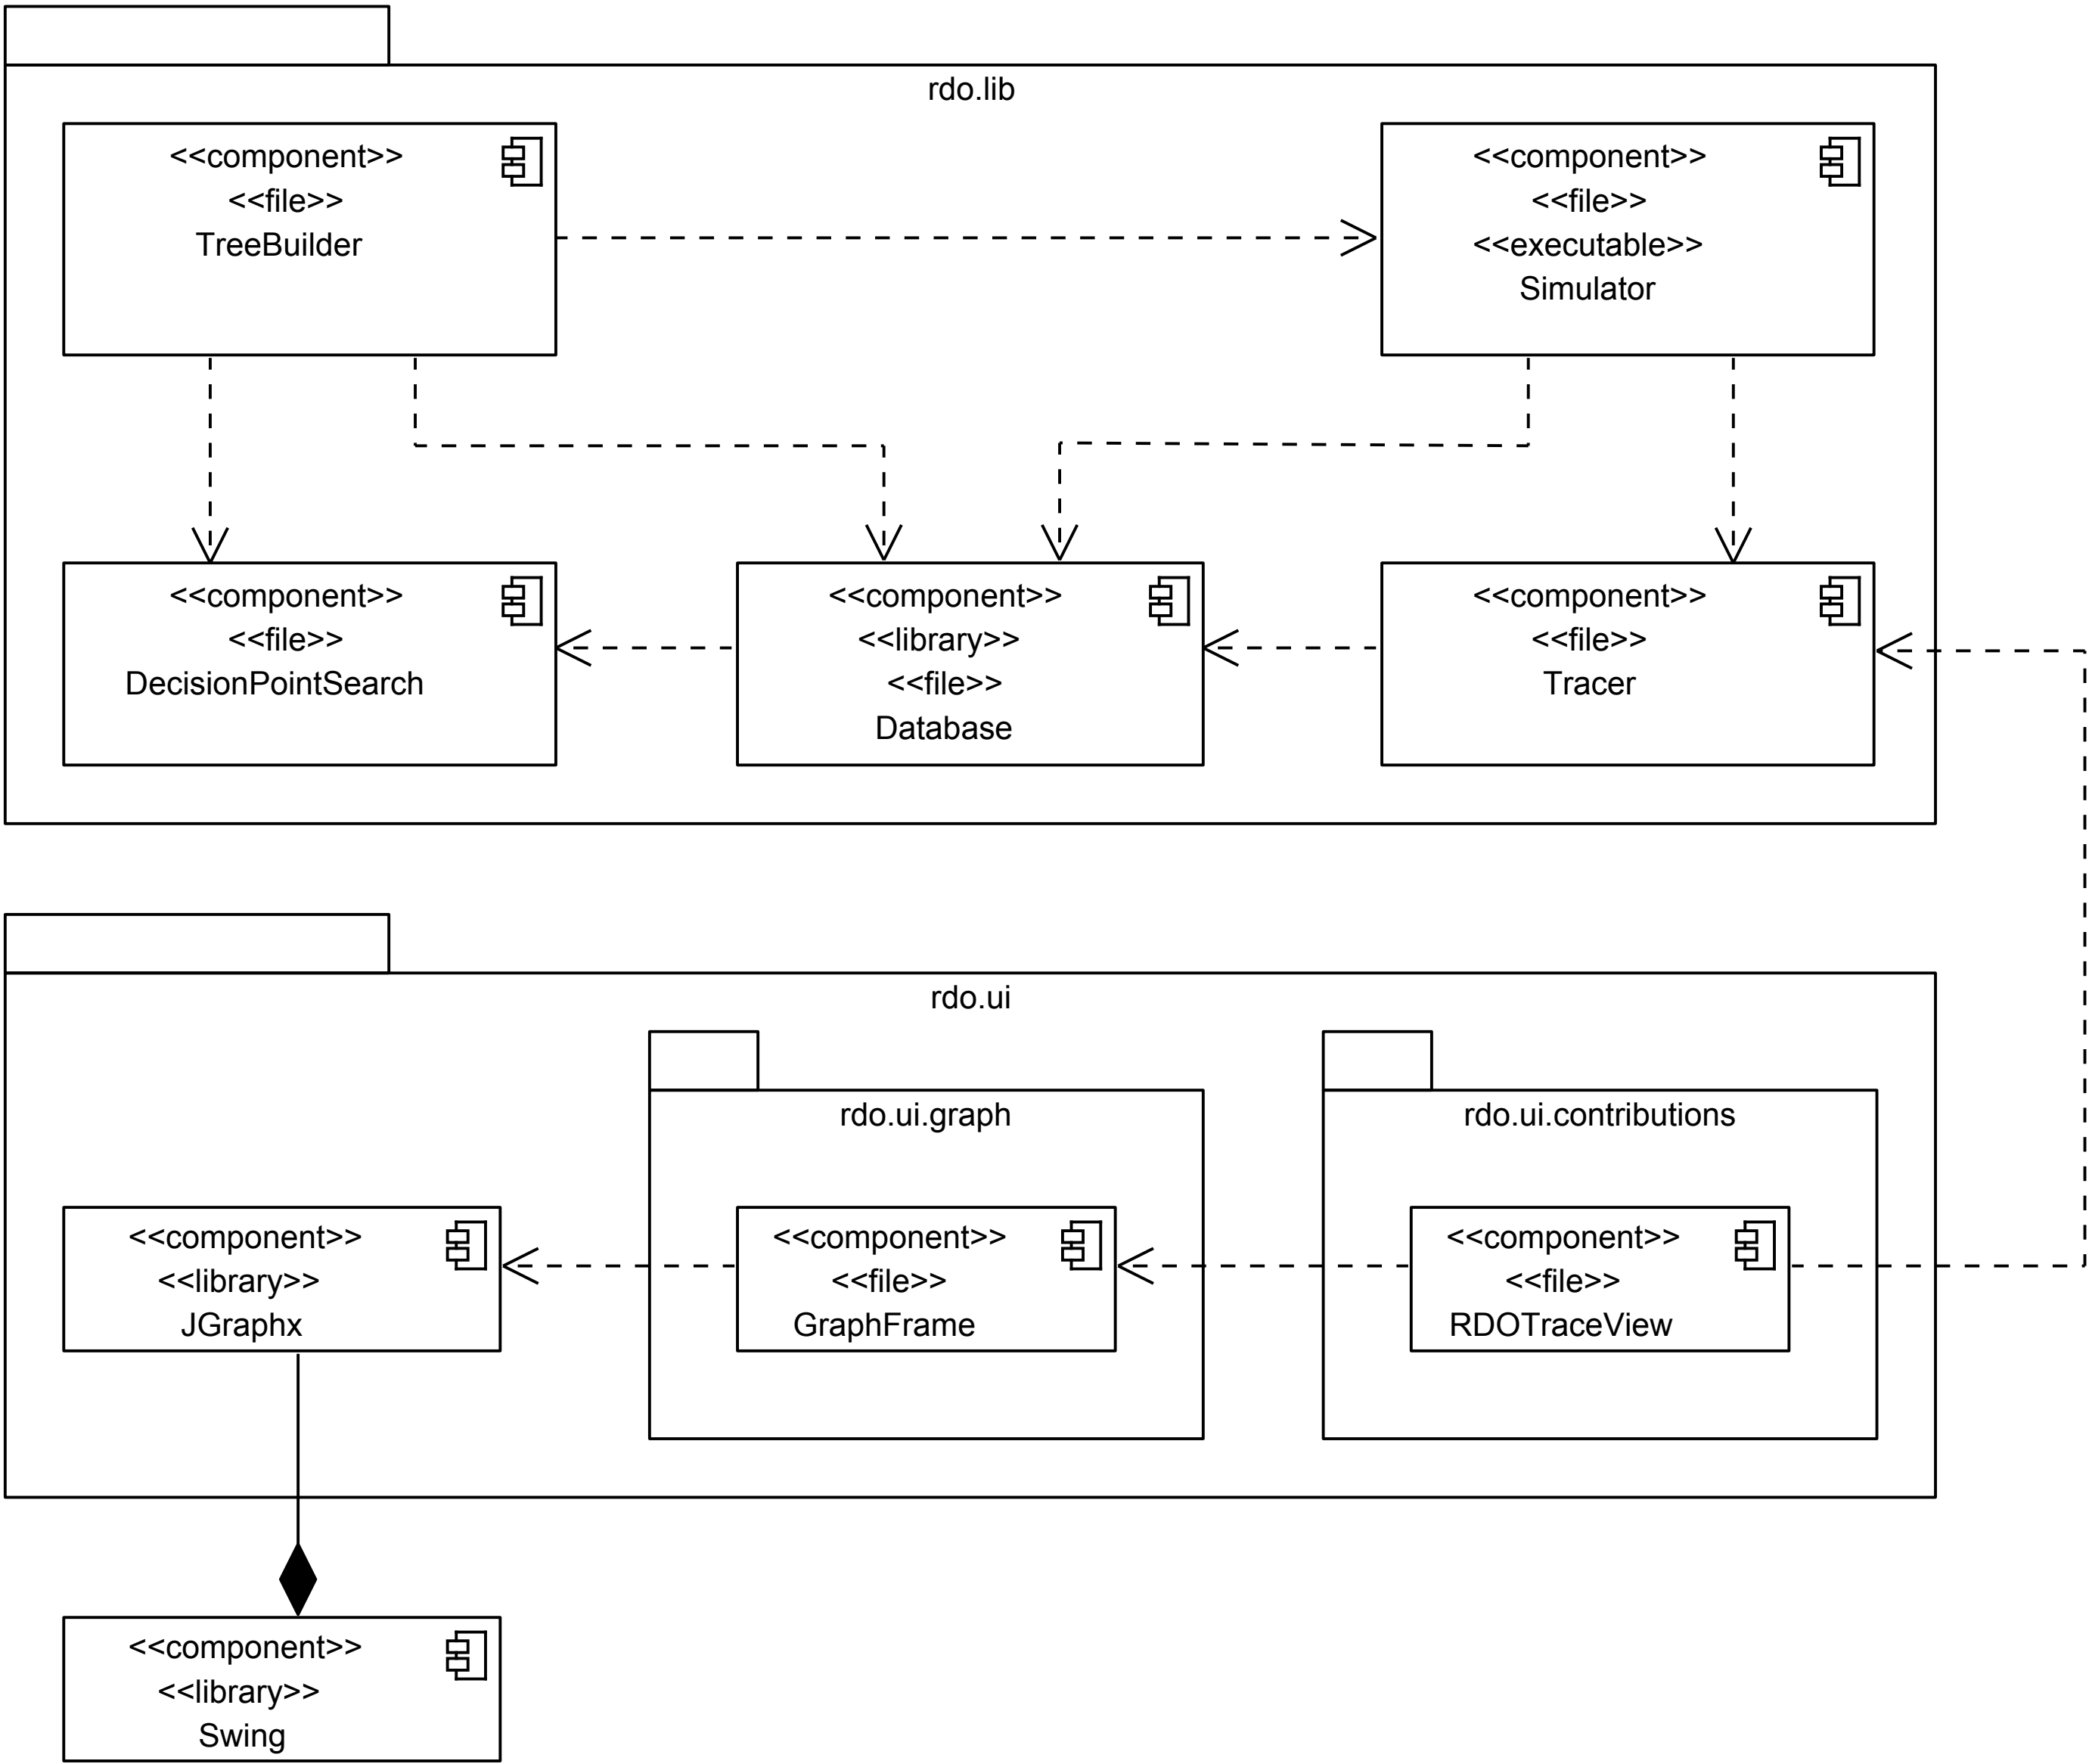 rdo.lib
<<component>>
<<file>>
TreeBuilder
<<component>>
<<file>>
<<executable>>
Simulator
<<component>>
<<file>>
DecisionPointSearch
<<component>>
<<library>>
<<file>>
Database
<<component>>
<<file>>
Tracer
rdo.ui
rdo.ui.graph
rdo.ui.contributions
<<component>>
<<library>>
JGraphx
<<component>>
<<file>>
GraphFrame
<<component>>
<<file>>
RDOTraceView
<<component>>
<<library>>
Swing